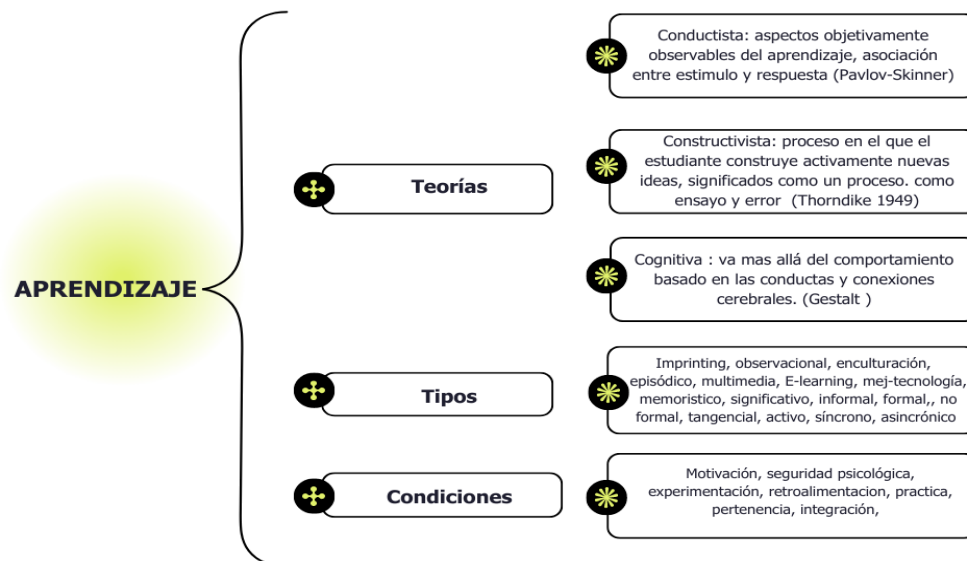 Conductista: aspectos objetivamente
observables del aprendizaje, asociación
entre estimulo y respuesta (Pavlov-Skinner)
Teorías
Constructivista: proceso en el que el
estudiante construye activamente nuevas
ideas, significados como un proceso. como
ensayo y error (Thorndike 1949)
Cognitiva : va mas allá del comportamiento
basado en las conductas y conexiones
cerebrales. (Gestalt )
APRENDIZAJE
Tipos
Imprinting, observacional, enculturación,
episódico, multimedia, E-learning, mej-tecnología,
memoristico, significativo, informal, formal,, no
formal, tangencial, activo, síncrono, asincrónico
Condiciones
Motivación, seguridad psicológica,
experimentación, retroalimentacion, practica,
pertenencia, integración,